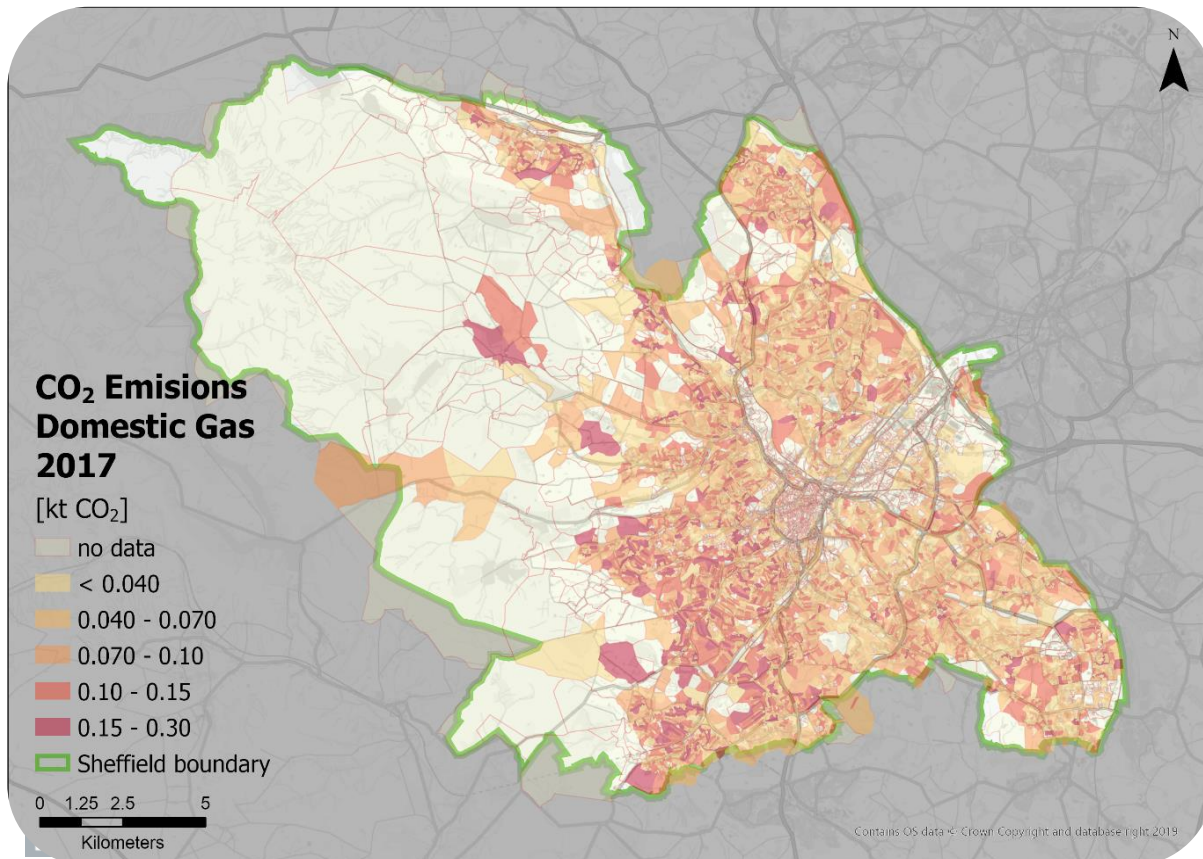 N
CO₂ Emisions
Domestic Gas
2017
[kt CO₂]
no data
< 0.040
0.040 - 0.070
0.070 - 0.10
0.10 - 0.15
0.15 - 0.30
Sheffield boundary
0 1.25 2.5 5
Kilometers
Contains OS data © Crown Copyright and database right 2019